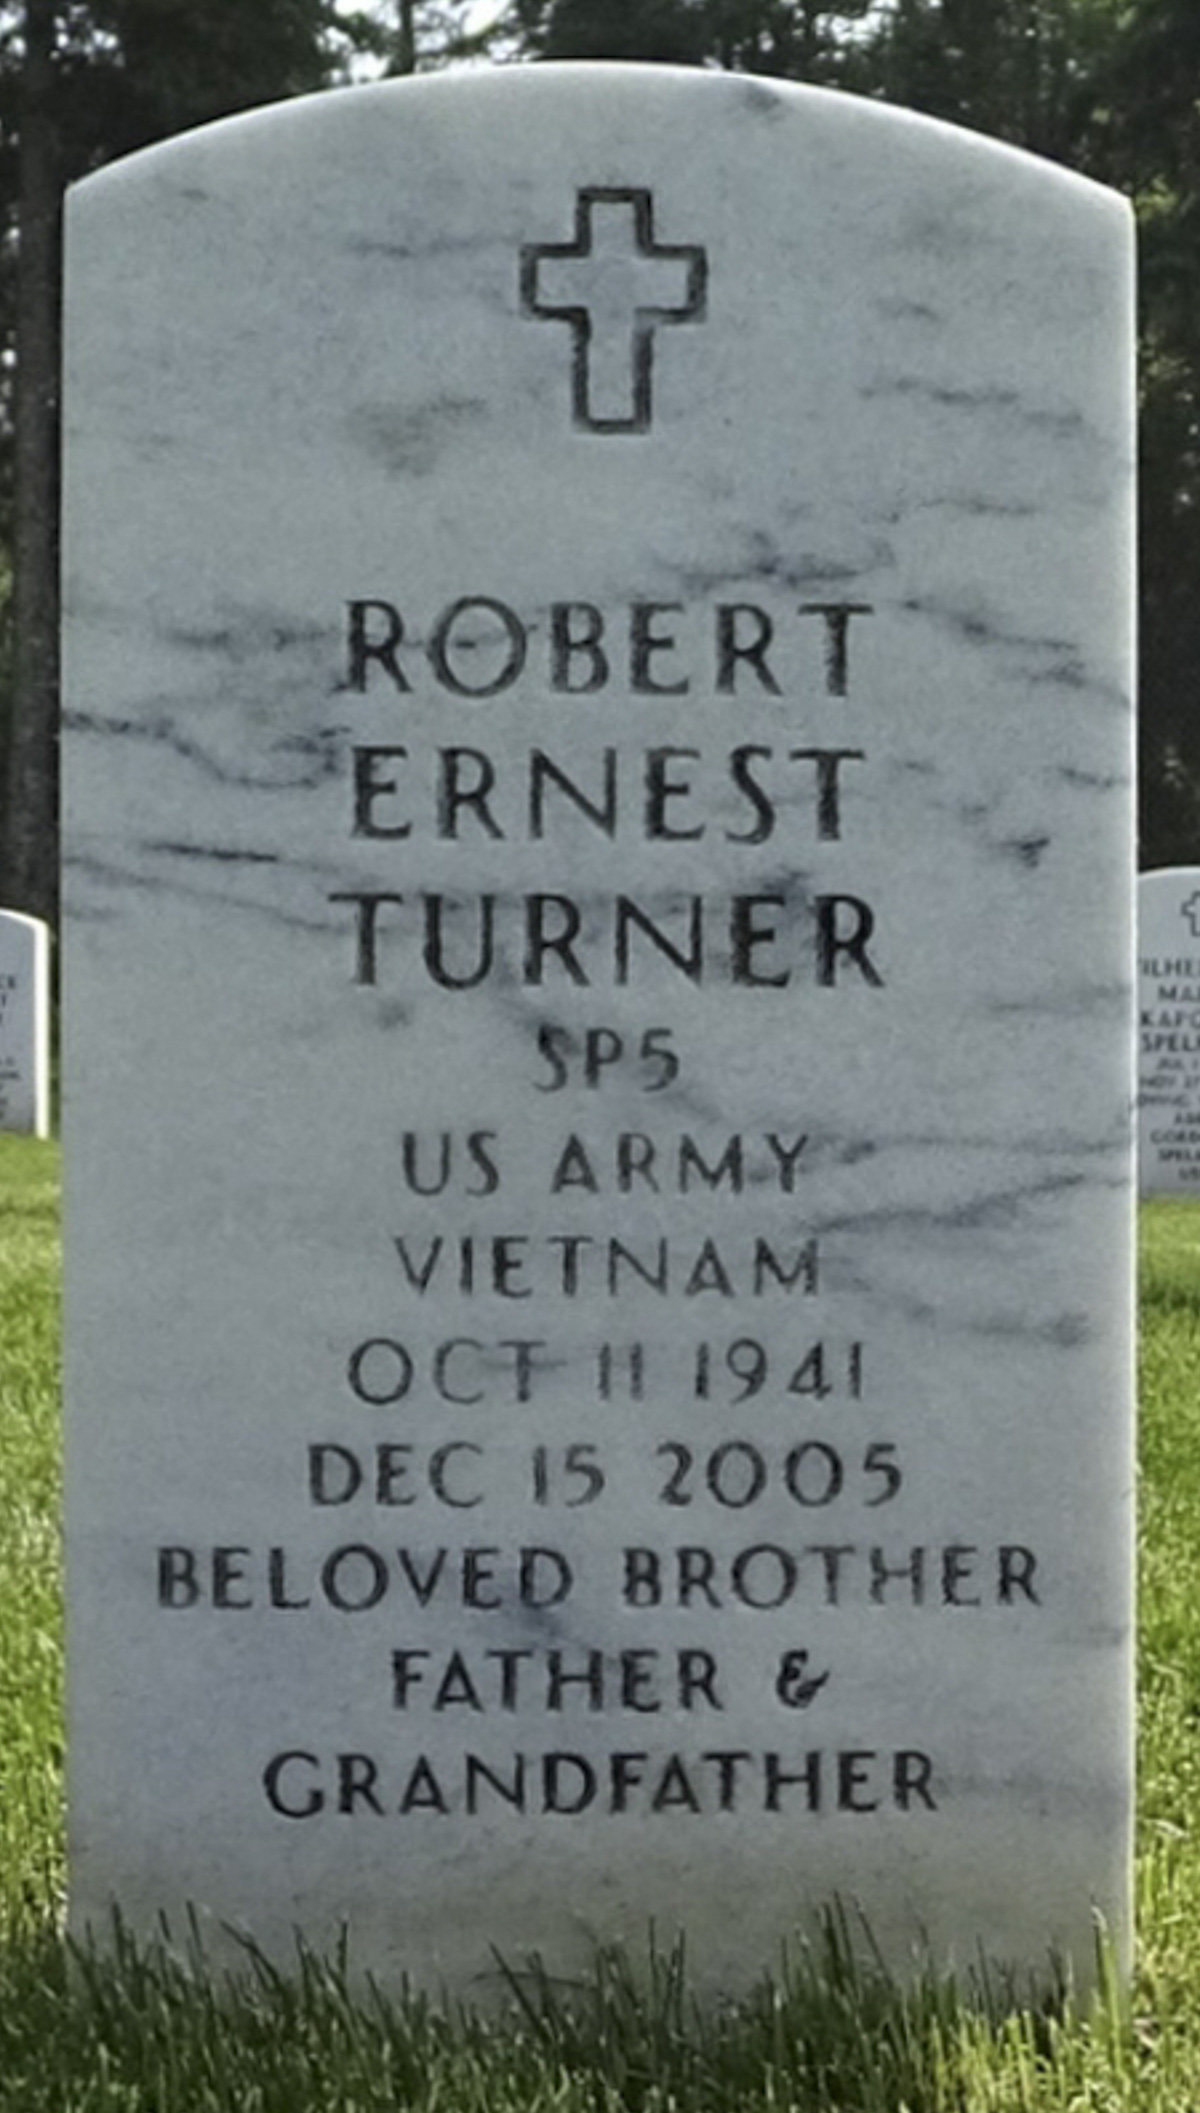 ROBERT
ERNEST
TURNER
SP5
US ARMY
VIETNAM
OCT 11 1941
DEC 15 2005
BELOVED BROTHER
FATHER &
GRANDFATHER